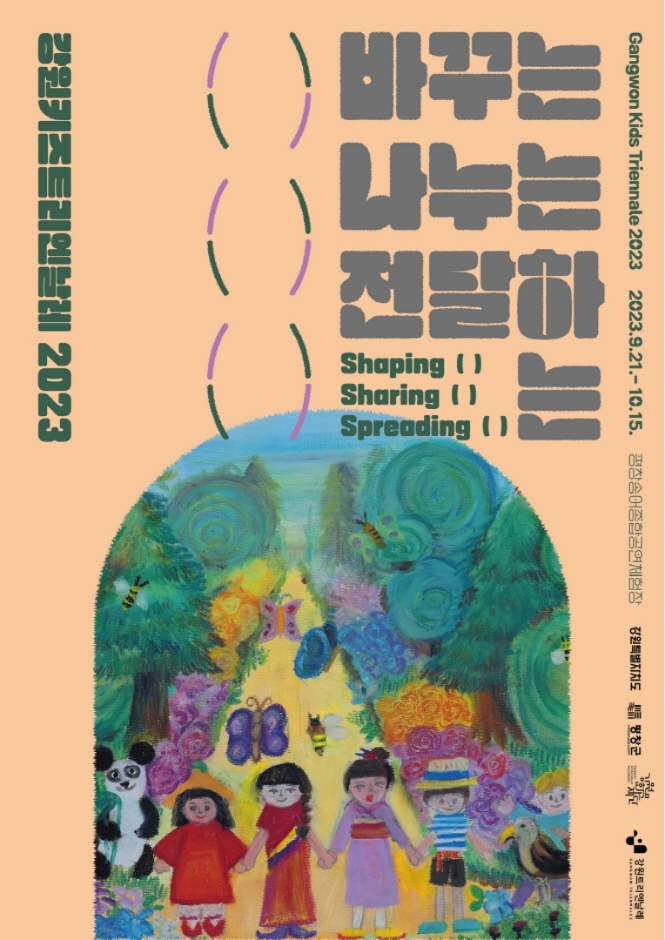 강원키즈트리엔날레 2023
바꾸는
나누는
전달하
는
Shaping ( )
Sharing ( )
Spreading ( )
Gangwon Kids Triennale 2023 2023.9.21.- 10.15.
평창송어종합공연체험장
강원특별자치도
평창군
강원트리엔날레
GANGWON TRIENNALE